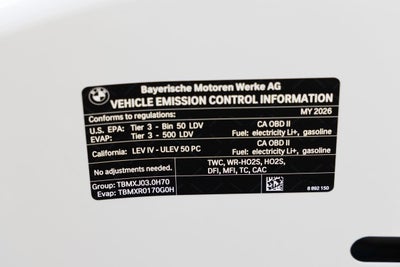 Bayerische Motoren Werke AG
VEHICLE EMISSION CONTROL INFORMATION
Conforms to regulations: MY 2026
U.S. EPA: Tier 3 - Bin 50 LDV CA OBD II
EVAP: Tier 3 - 500 LDV Fuel: electricity Li+, gasoline
California: LEV IV - ULEV 50 PC CA OBD II
Fuel: electricity Li+, gasoline
No adjustments needed. TWC, WR-HO2S, HO2S,
DFI, MFI, TC, CAC
Group: TBMXJ03.0H70
Evap: TBMXR0170G0H 8 992 150